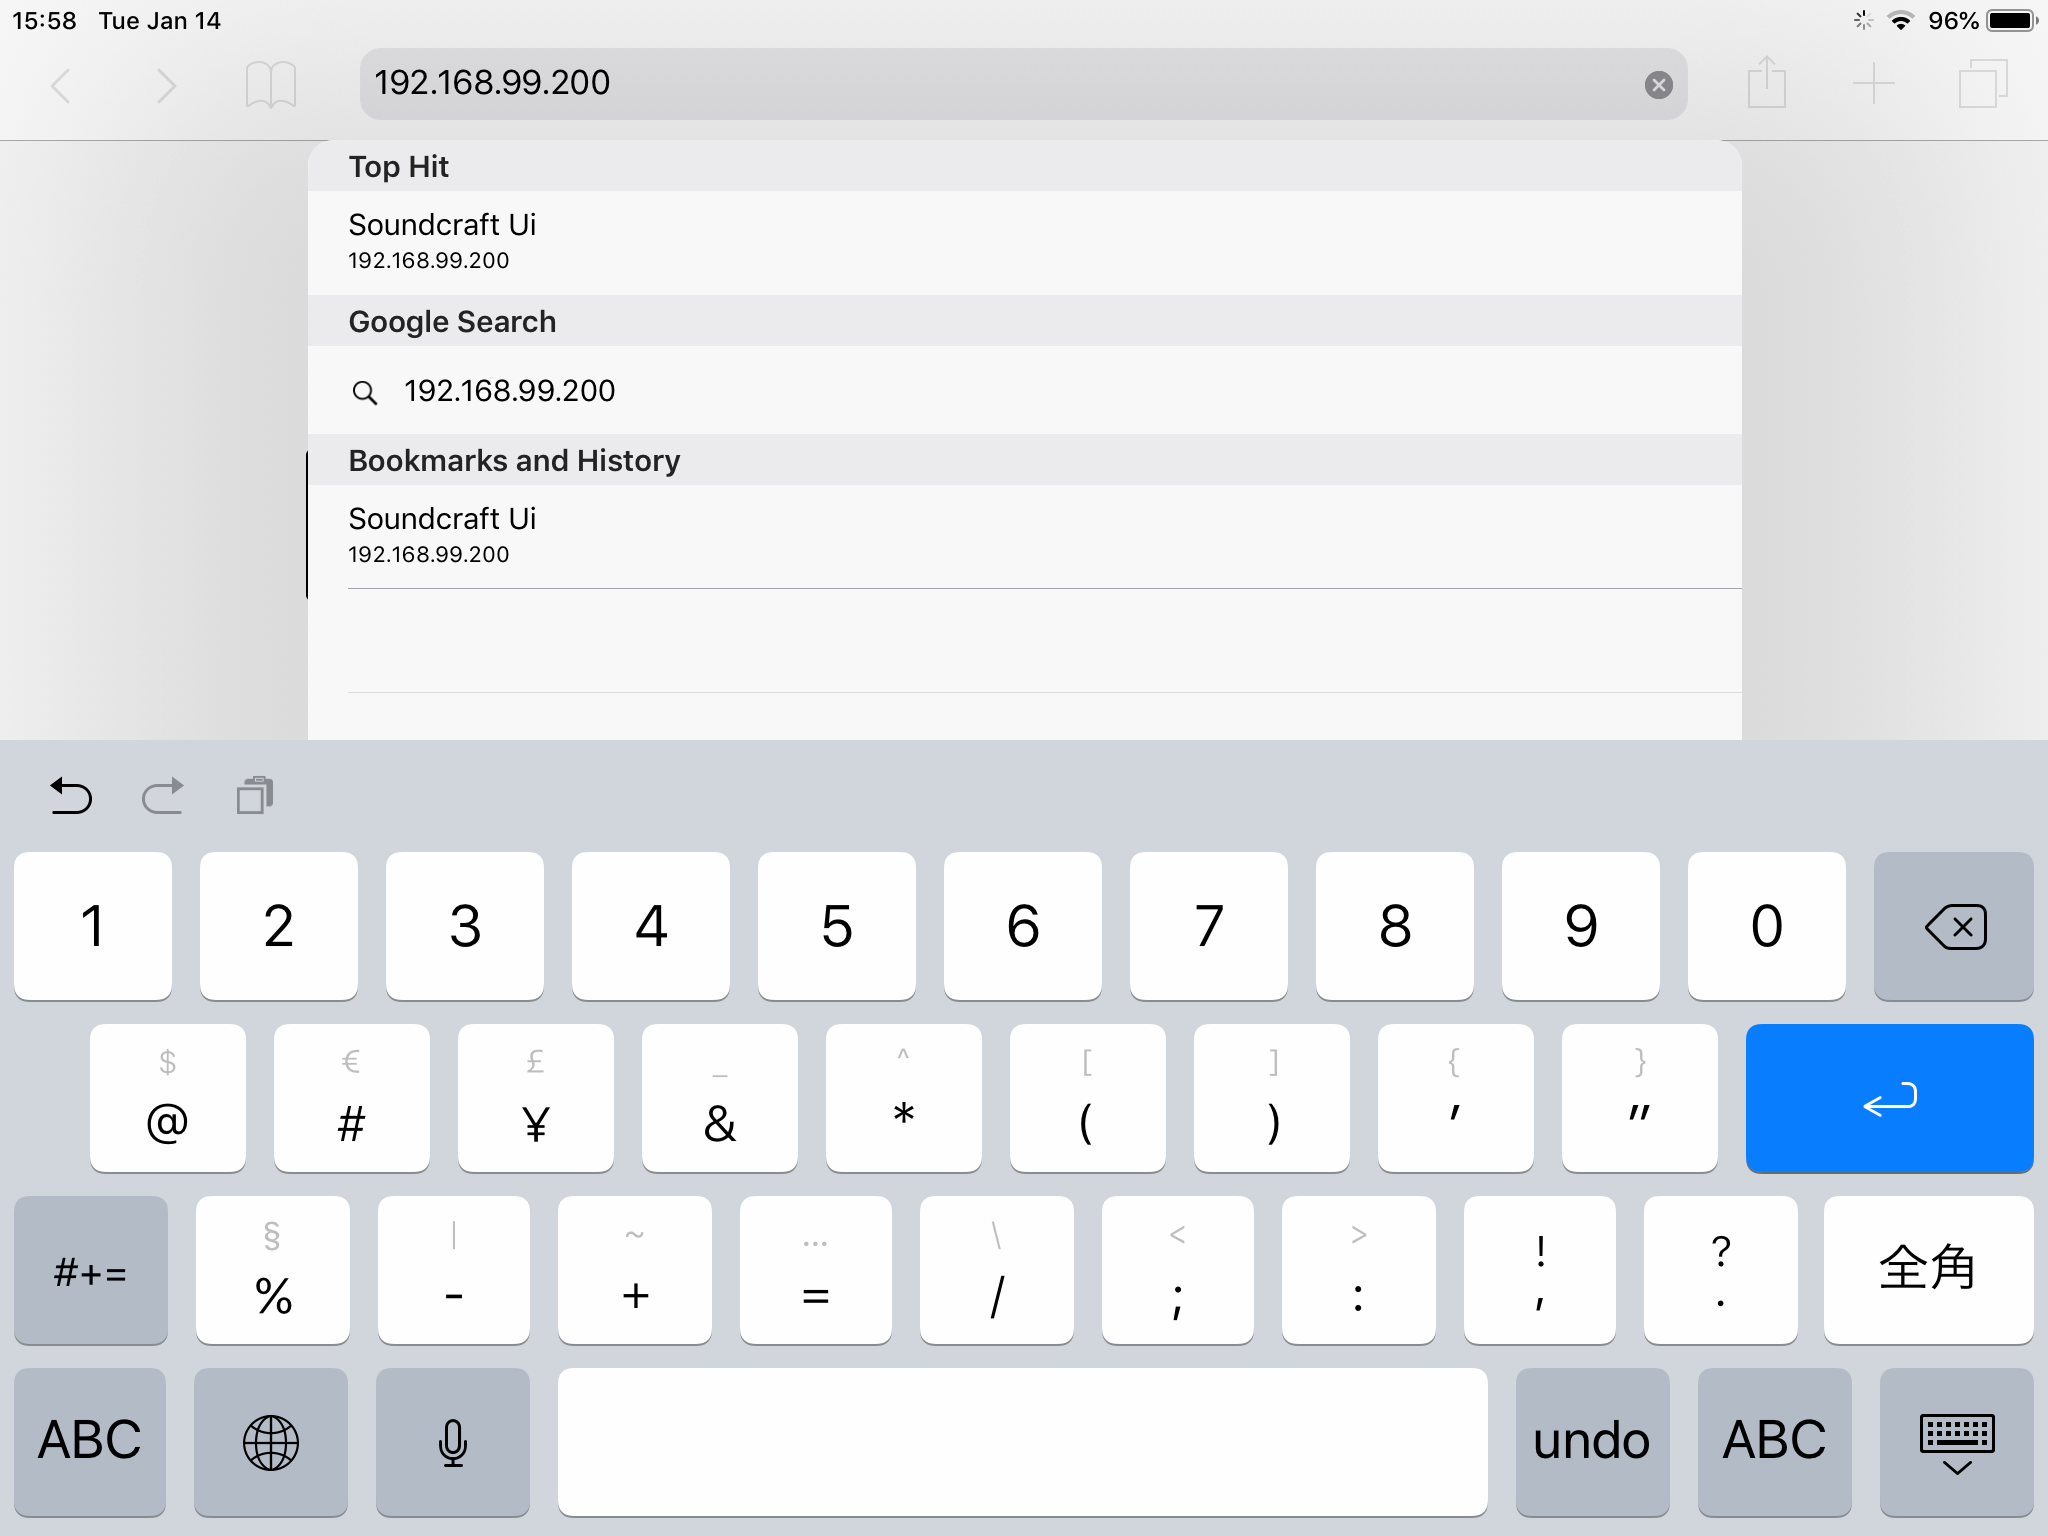 15:58 Tue Jan 14 96%
192.168.99.200
Top Hit
Soundcraft Ui
192.168.99.200
Google Search
192.168.99.200
Bookmarks and History
Soundcraft Ui
192.168.99.200
1 2 3 4 5 6 7 8 9 0
$ € £ _ ^ [ ] { }
@ # ¥ & * ( ) ' "
§ | ~ … \ < > ! ?
#+= % - + = / ; : , . 全角
ABC undo ABC